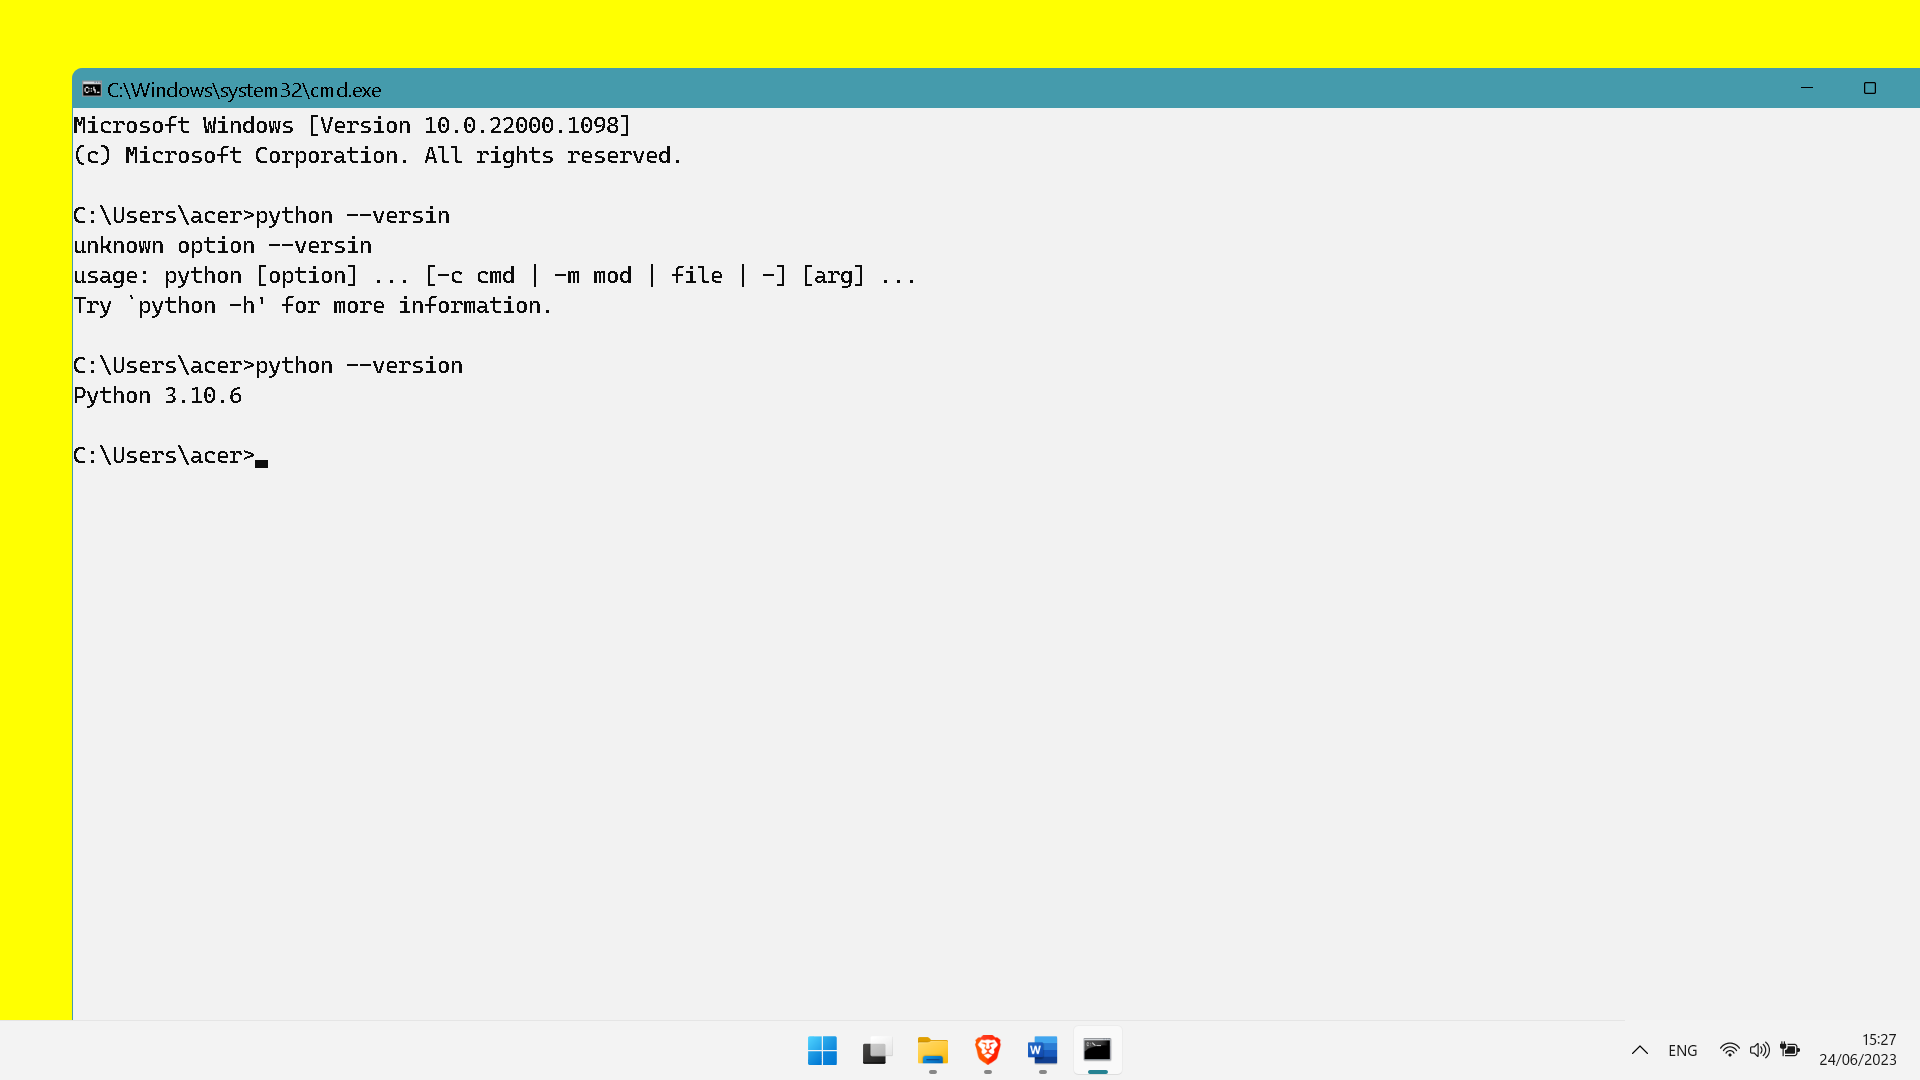 C:\Windows\system32\cmd.exe
Microsoft Windows [Version 10.0.22000.1098]
(c) Microsoft Corporation. All rights reserved.
C:\Users\acer>python --versin
unknown option --versin
usage: python [option] ... [-c cmd | -m mod | file | -] [arg] ...
Try `python -h' for more information.
C:\Users\acer>python --version
Python 3.10.6
C:\Users\acer>
ENG
15:27
24/06/2023